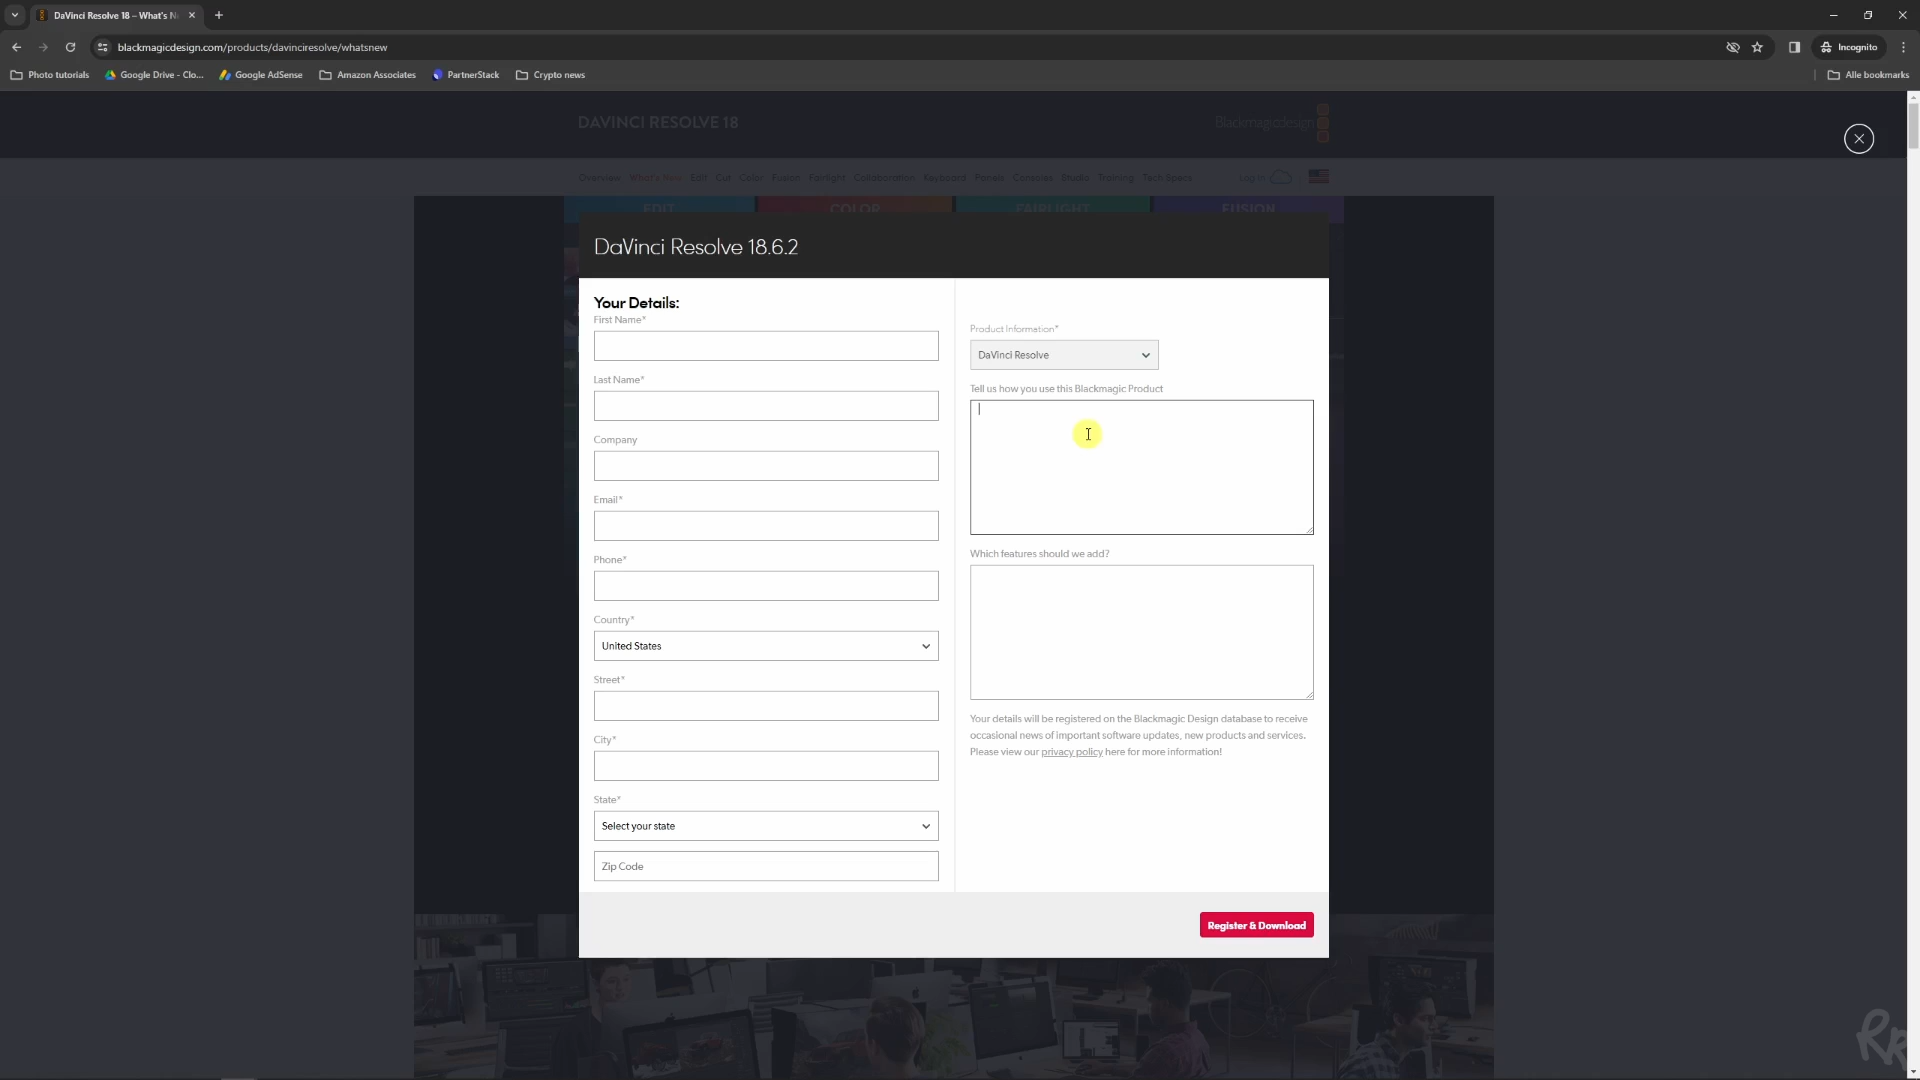 DaVinci Resolve 18 – What's N
blackmagicdesign.com/products/davinciresolve/whatsnew
Incognito
Photo tutorials
Google Drive - Clo...
Google AdSense
Amazon Associates
PartnerStack
Crypto news
Alle bookmarks
DAVINCI RESOLVE 18
Blackmagicdesign
Overview What's New Edit Cut Color Fusion Fairlight Collaboration Keyboard Panels Consoles Studio Training Tech Specs
Log in
EDIT COLOR FAIRLIGHT FUSION
DaVinci Resolve 18.6.2
Your Details:
First Name*
Last Name*
Company
Email*
Phone*
Country*
United States
Street*
City*
State*
Select your state
Zip Code
Product Information*
DaVinci Resolve
Tell us how you use this Blackmagic Product
Which features should we add?
Your details will be registered on the Blackmagic Design database to receive
occasional news of important software updates, new products and services.
Please view our privacy policy here for more information!
Register & Download
RR